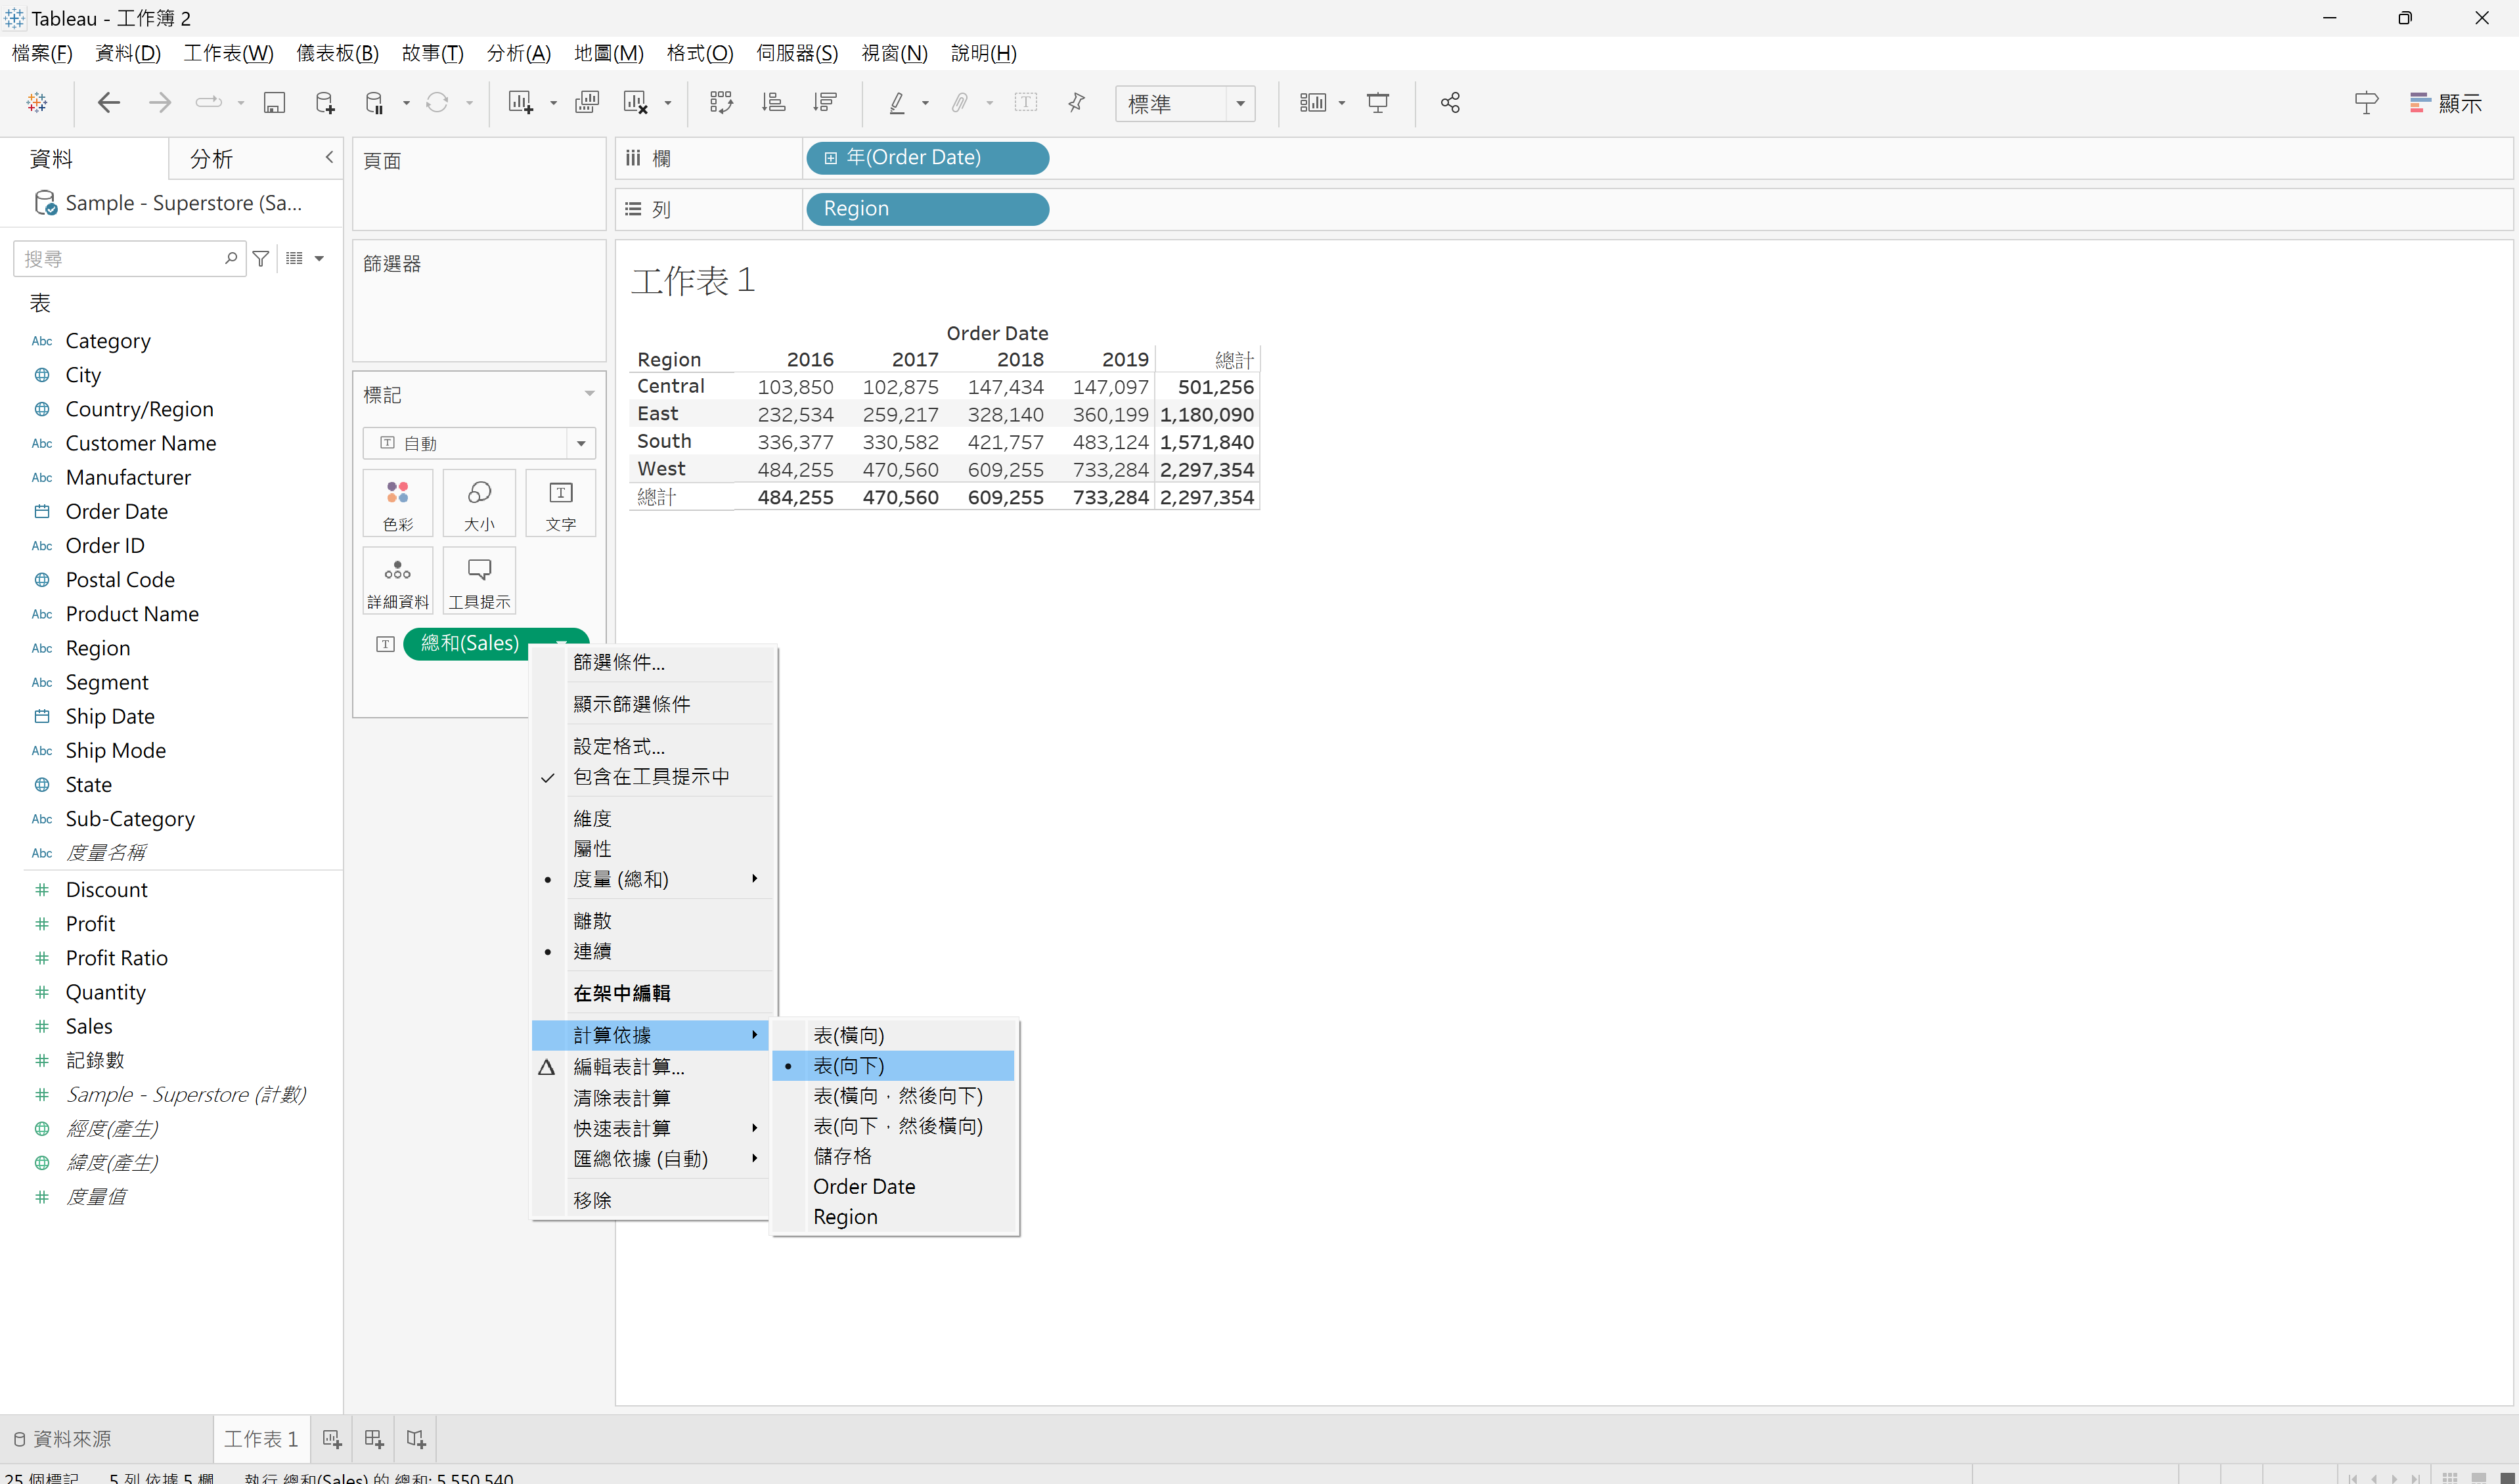 Tableau - 工作簿 2
檔案(F) 資料(D) 工作表(W) 儀表板(B) 故事(T) 分析(A) 地圖(M) 格式(O) 伺服器(S) 視窗(N) 說明(H)
標準
顯示
資料 分析
Sample - Superstore (Sa...
搜尋
表
Abc Category
City
Country/Region
Abc Customer Name
Abc Manufacturer
Order Date
Abc Order ID
Postal Code
Abc Product Name
Abc Region
Abc Segment
Ship Date
Abc Ship Mode
State
Abc Sub-Category
Abc 度量名稱
Discount
Profit
Profit Ratio
Quantity
Sales
記錄數
Sample - Superstore (計數)
經度(產生)
緯度(產生)
度量值
頁面
篩選器
標記
自動
色彩 大小 文字
詳細資料 工具提示
總和(Sales)
欄 年(Order Date)
列 Region
工作表 1
Order Date
Region 2016 2017 2018 2019 總計
Central 103,850 102,875 147,434 147,097 501,256
East 232,534 259,217 328,140 360,199 1,180,090
South 336,377 330,582 421,757 483,124 1,571,840
West 484,255 470,560 609,255 733,284 2,297,354
總計 484,255 470,560 609,255 733,284 2,297,354
篩選條件...
顯示篩選條件
設定格式...
包含在工具提示中
維度
屬性
度量 (總和)
離散
連續
在架中編輯
計算依據
編輯表計算...
清除表計算
快速表計算
匯總依據 (自動)
移除
表(橫向)
表(向下)
表(橫向，然後向下)
表(向下，然後橫向)
儲存格
Order Date
Region
資料來源 工作表 1
25 個標記 5 列 依據 5 欄 執行 總和(Sales) 的 總和: 5,550,540